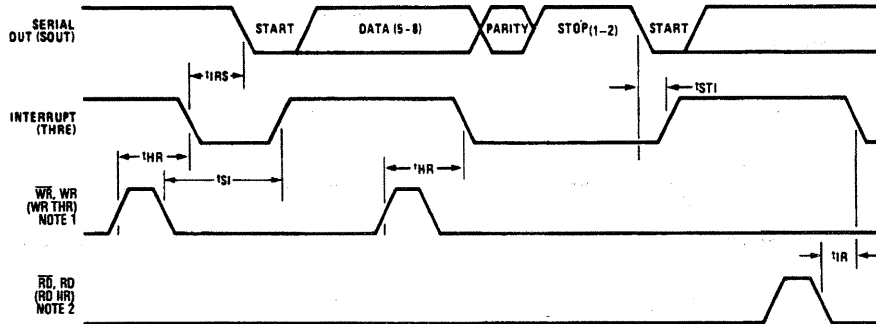 SERIAL
OUT (SOUT)
START
DATA (5-8)
PARITY
STOP(1-2)
START
tIRS
tSTI
INTERRUPT
(THRE)
tHR
tSI
tHR
WR, WR
(WR THR)
NOTE 1
tIR
RD, RD
(RD IIR)
NOTE 2